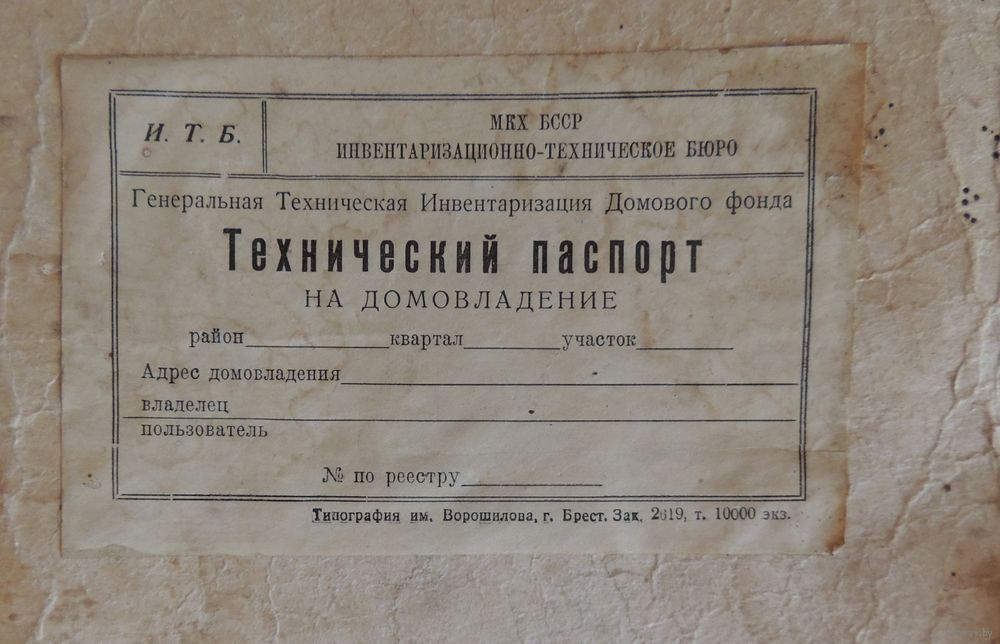 И. Т. Б.
МКХ БССР
ИНВЕНТАРИЗАЦИОННО-ТЕХНИЧЕСКОЕ БЮРО
Генеральная Техническая Инвентаризация Домового фонда
Технический паспорт
НА ДОМОВЛАДЕНИЕ
район квартал участок
Адрес домовладения
владелец
пользователь
№ по реестру
Типография им. Ворошилова, г. Брест. Зак. 2619, т. 10000 экз.